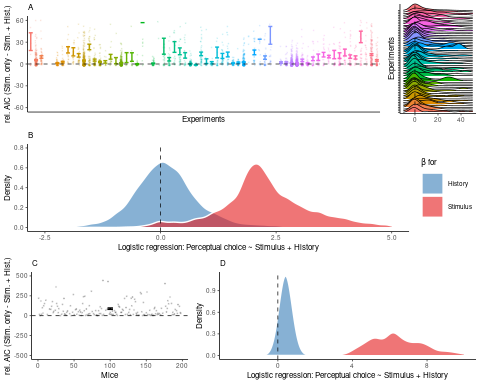 A
rel. AIC (Stim. only - Stim. + Hist.)
60
30
0
-30
-60
Experiments
Experiments
0
20
40
B
Density
0.8
0.6
0.4
0.2
0.0
-2.5
0.0
2.5
5.0
Logistic regression: Perceptual choice ~ Stimulus + History
β for
History
Stimulus
C
rel. AIC (Stim. only - Stim. + Hist.)
500
250
0
-250
-500
0
50
100
150
200
Mice
D
Density
0.9
0.6
0.3
0.0
0
4
8
Logistic regression: Perceptual choice ~ Stimulus + History